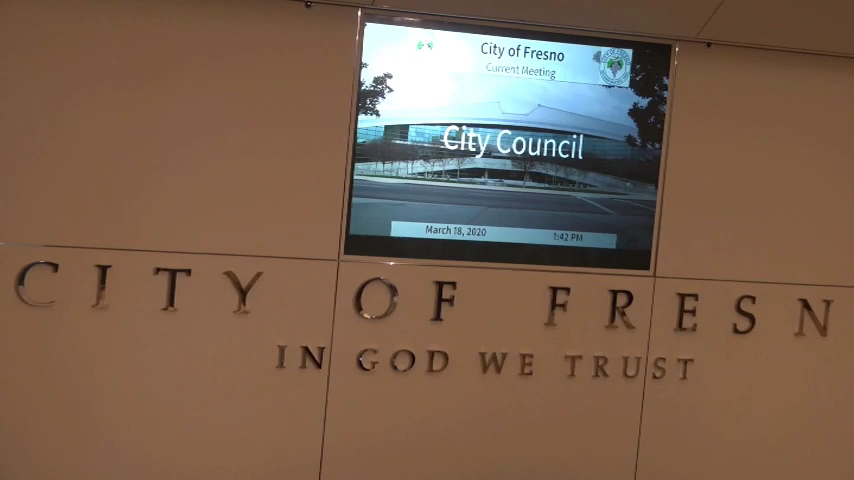 City of Fresno
Current Meeting
City Council
March 18, 2020 1:42 PM
CITY OF FRESN
IN GOD WE TRUST